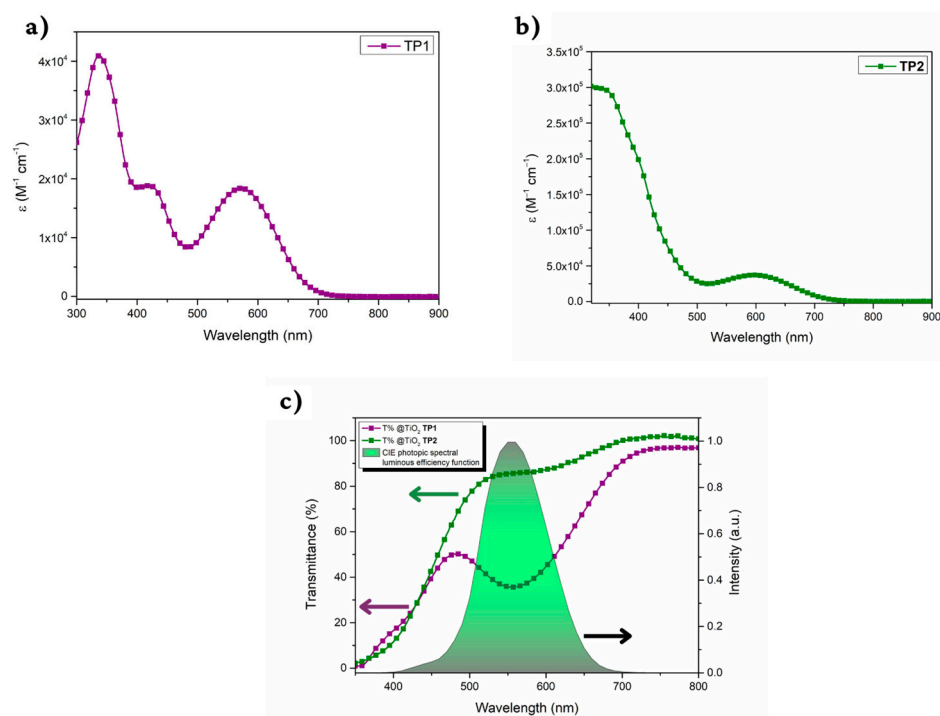 a)
TP1
4x10⁴
3x10⁴
2x10⁴
1x10⁴
0
ε (M⁻¹ cm⁻¹)
300 400 500 600 700 800 900
Wavelength (nm)
b)
TP2
3.5x10⁵
3.0x10⁵
2.5x10⁵
2.0x10⁵
1.5x10⁵
1.0x10⁵
5.0x10⁴
0.0
ε (M⁻¹ cm⁻¹)
400 500 600 700 800 900
Wavelength (nm)
c)
T% @TiO₂ TP1
T% @TiO₂ TP2
CIE photopic spectral
luminous efficiency function
100
80
60
40
20
0
Transmittance (%)
1.0
0.8
0.6
0.4
0.2
0.0
Intensity (a.u.)
400 500 600 700 800
Wavelength (nm)